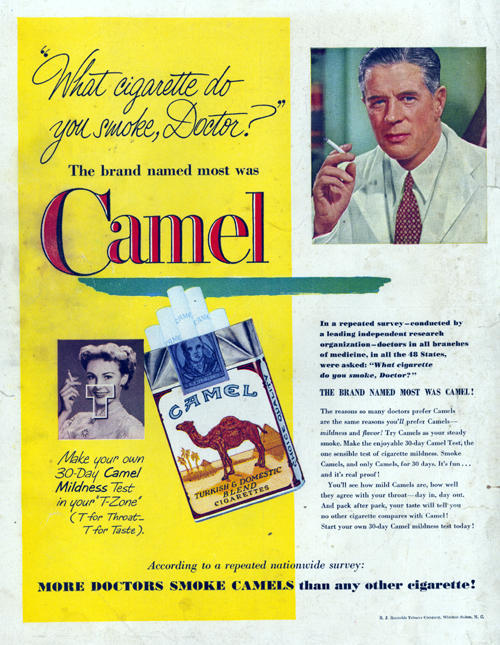 "What cigarette do
you smoke, Doctor?"
The brand named most was
Camel
CAMEL
TURKISH & DOMESTIC
BLEND
CIGARETTES
T
Make your own
30-Day Camel
Mildness Test
in your "T-Zone"
(T for Throat—
T for Taste).
In a repeated survey—conducted by
a leading independent research
organization—doctors in all branches
of medicine, in all the 48 States,
were asked: "What cigarette
do you smoke, Doctor?"
THE BRAND NAMED MOST WAS CAMEL!
The reasons so many doctors prefer Camels
are the same reasons you'll prefer Camels—
mildness and flavor! Try Camels as your steady
smoke. Make the enjoyable 30-day Camel Test, the
one sensible test of cigarette mildness. Smoke
Camels, and only Camels, for 30 days. It's fun...
and it's real proof!
You'll see how mild Camels are, how well
they agree with your throat—day in, day out.
And pack after pack, your taste will tell you
no other cigarette compares with Camel!
Start your own 30-day Camel mildness test today!
According to a repeated nationwide survey:
MORE DOCTORS SMOKE CAMELS than any other cigarette!
R. J. Reynolds Tobacco Company, Winston-Salem, N. C.